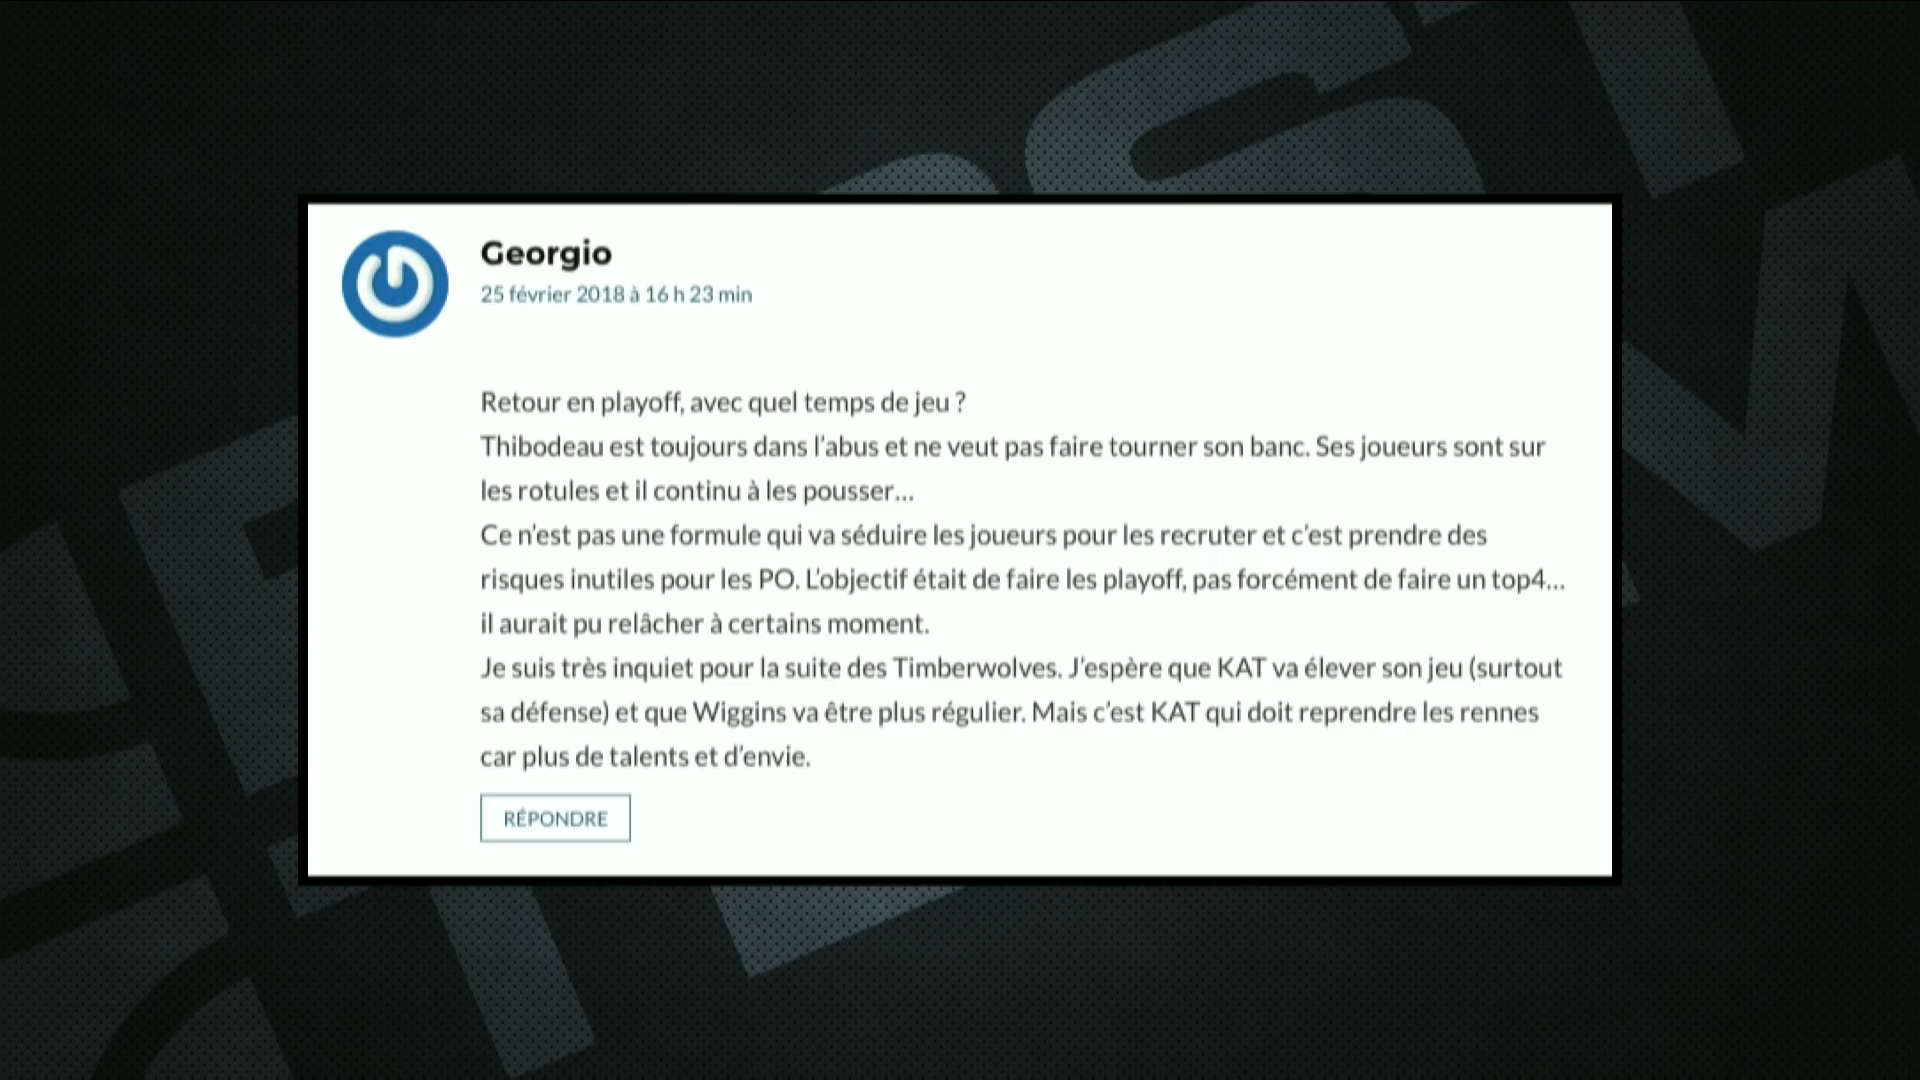 Georgio
25 février 2018 à 16 h 23 min
Retour en playoff, avec quel temps de jeu ?
Thibodeau est toujours dans l'abus et ne veut pas faire tourner son banc. Ses joueurs sont sur
les rotules et il continu à les pousser…
Ce n'est pas une formule qui va séduire les joueurs pour les recruter et c'est prendre des
risques inutiles pour les PO. L'objectif était de faire les playoff, pas forcément de faire un top4…
il aurait pu relâcher à certains moment.
Je suis très inquiet pour la suite des Timberwolves. J'espère que KAT va élever son jeu (surtout
sa défense) et que Wiggins va être plus régulier. Mais c'est KAT qui doit reprendre les rennes
car plus de talents et d'envie.
RÉPONDRE